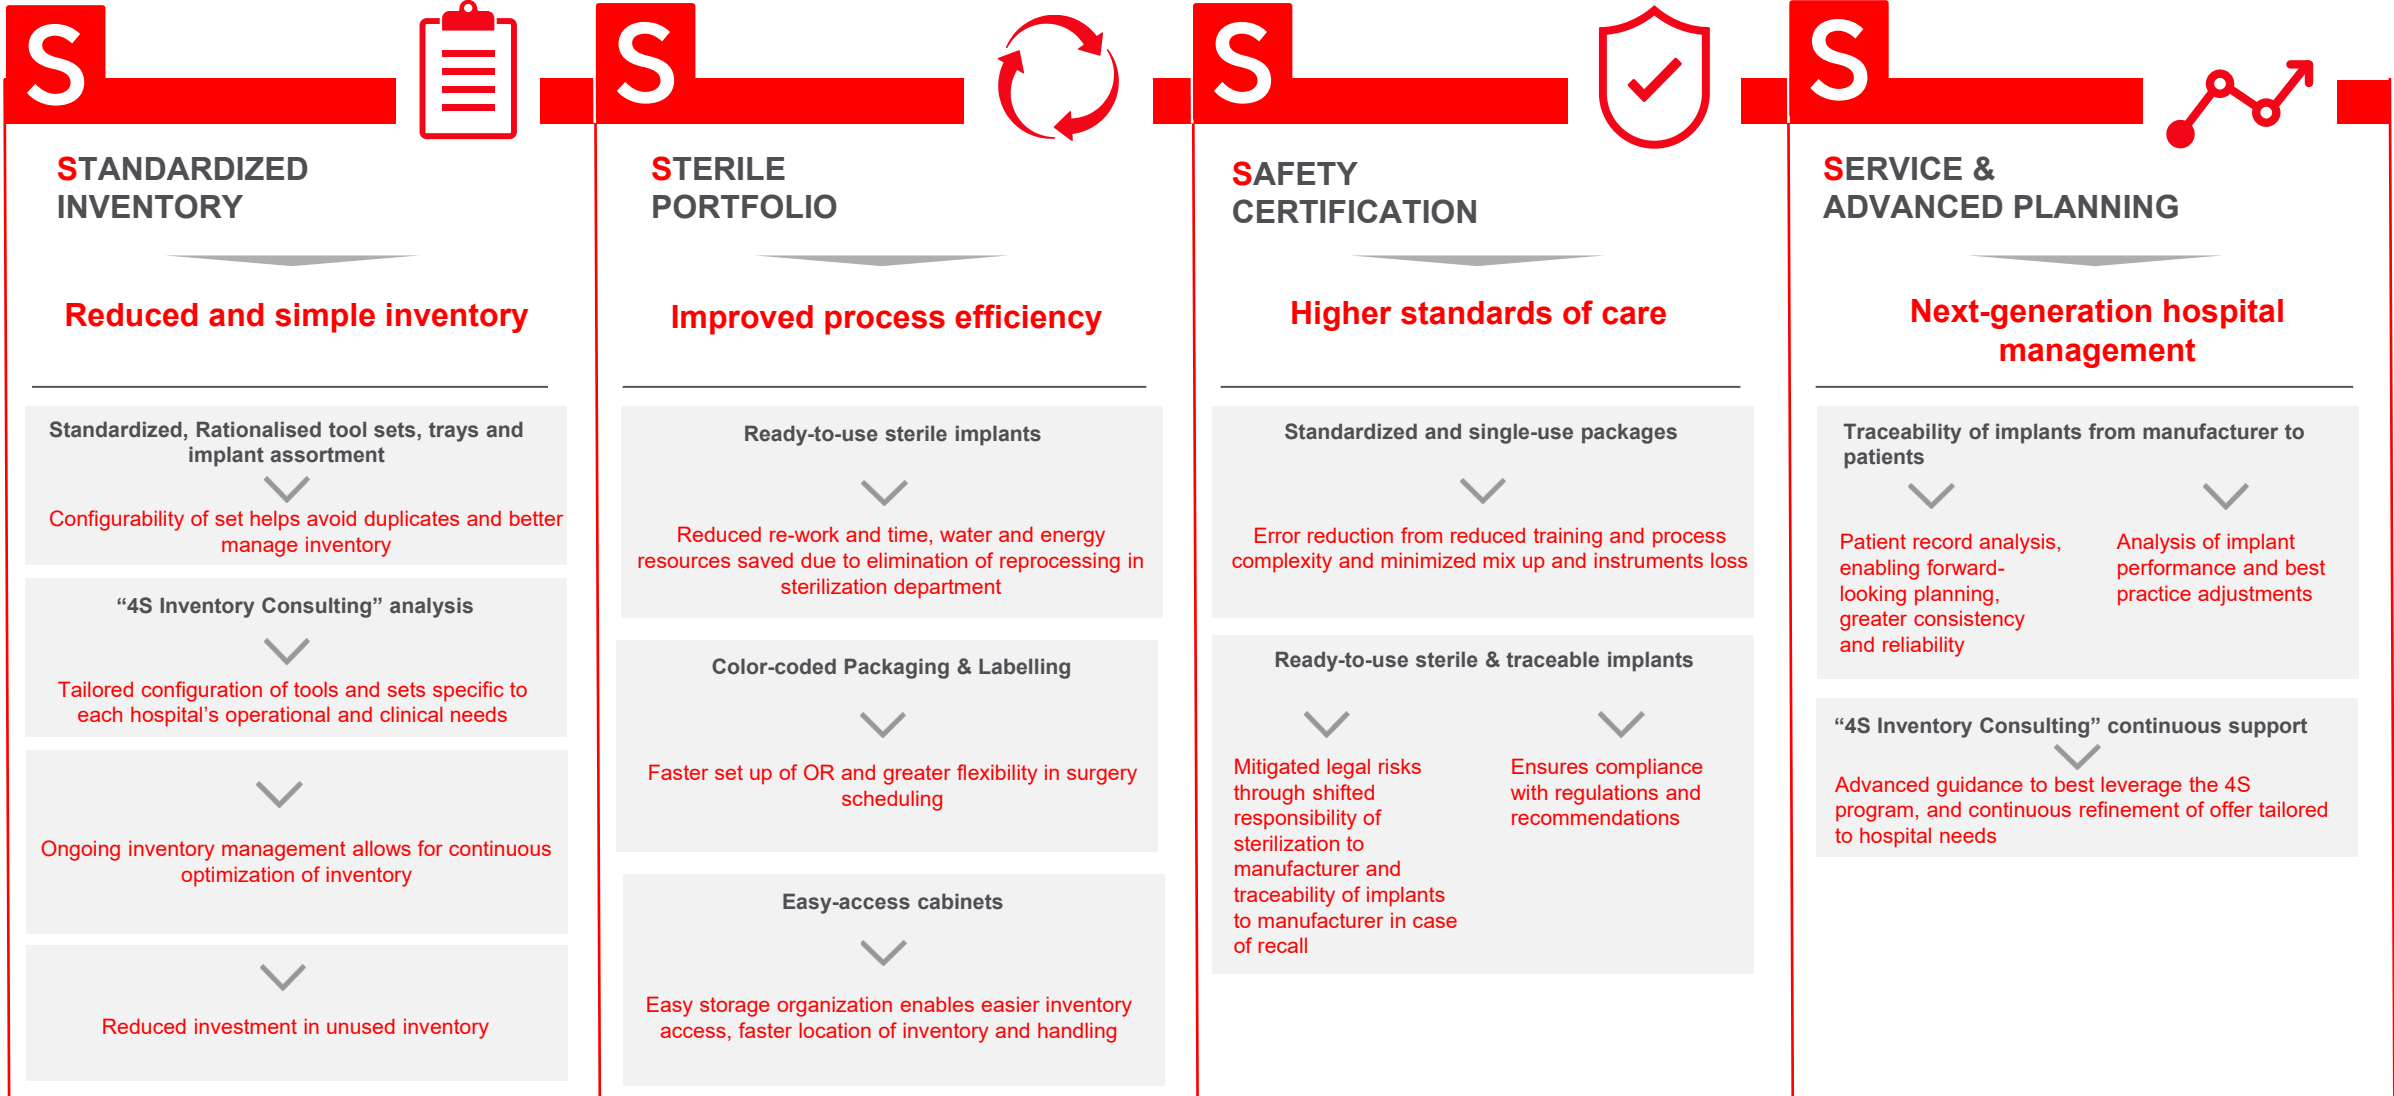 S
STANDARDIZED
INVENTORY
Reduced and simple inventory
Standardized, Rationalised tool sets, trays and
implant assortment
Configurability of set helps avoid duplicates and better
manage inventory
“4S Inventory Consulting” analysis
Tailored configuration of tools and sets specific to
each hospital’s operational and clinical needs
Ongoing inventory management allows for continuous
optimization of inventory
Reduced investment in unused inventory
S
STERILE
PORTFOLIO
Improved process efficiency
Ready-to-use sterile implants
Reduced re-work and time, water and energy
resources saved due to elimination of reprocessing in
sterilization department
Color-coded Packaging & Labelling
Faster set up of OR and greater flexibility in surgery
scheduling
Easy-access cabinets
Easy storage organization enables easier inventory
access, faster location of inventory and handling
S
SAFETY
CERTIFICATION
Higher standards of care
Standardized and single-use packages
Error reduction from reduced training and process
complexity and minimized mix up and instruments loss
Ready-to-use sterile & traceable implants
Mitigated legal risks
through shifted
responsibility of
sterilization to
manufacturer and
traceability of implants
to manufacturer in case
of recall
Ensures compliance
with regulations and
recommendations
S
SERVICE &
ADVANCED PLANNING
Next-generation hospital
management
Traceability of implants from manufacturer to
patients
Patient record analysis,
enabling forward-
looking planning,
greater consistency
and reliability
Analysis of implant
performance and best
practice adjustments
“4S Inventory Consulting” continuous support
Advanced guidance to best leverage the 4S
program, and continuous refinement of offer tailored
to hospital needs